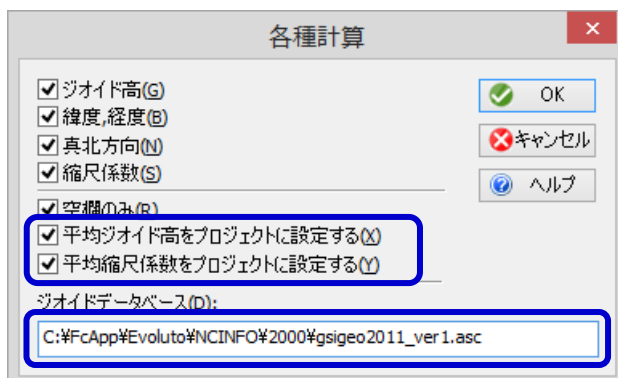 各種計算
ジオイド高(G)
緯度,経度(B)
真北方向(N)
縮尺係数(S)
空欄のみ(R)
平均ジオイド高をプロジェクトに設定する(X)
平均縮尺係数をプロジェクトに設定する(Y)
OK
キャンセル
ヘルプ
ジオイドデータベース(D):
C:¥FcApp¥Evoluto¥NCINFO¥2000¥gsigeo2011_ver1.asc